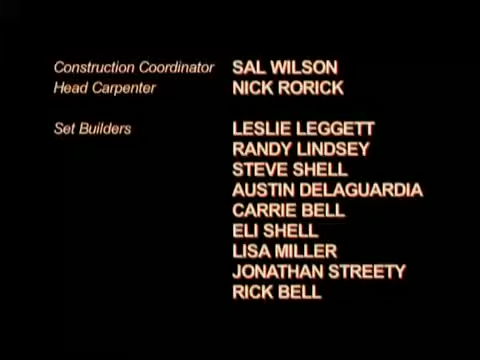 Construction Coordinator SAL WILSON
Head Carpenter NICK RORICK
Set Builders LESLIE LEGGETT
RANDY LINDSEY
STEVE SHELL
AUSTIN DELAGUARDIA
CARRIE BELL
ELI SHELL
LISA MILLER
JONATHAN STREETY
RICK BELL